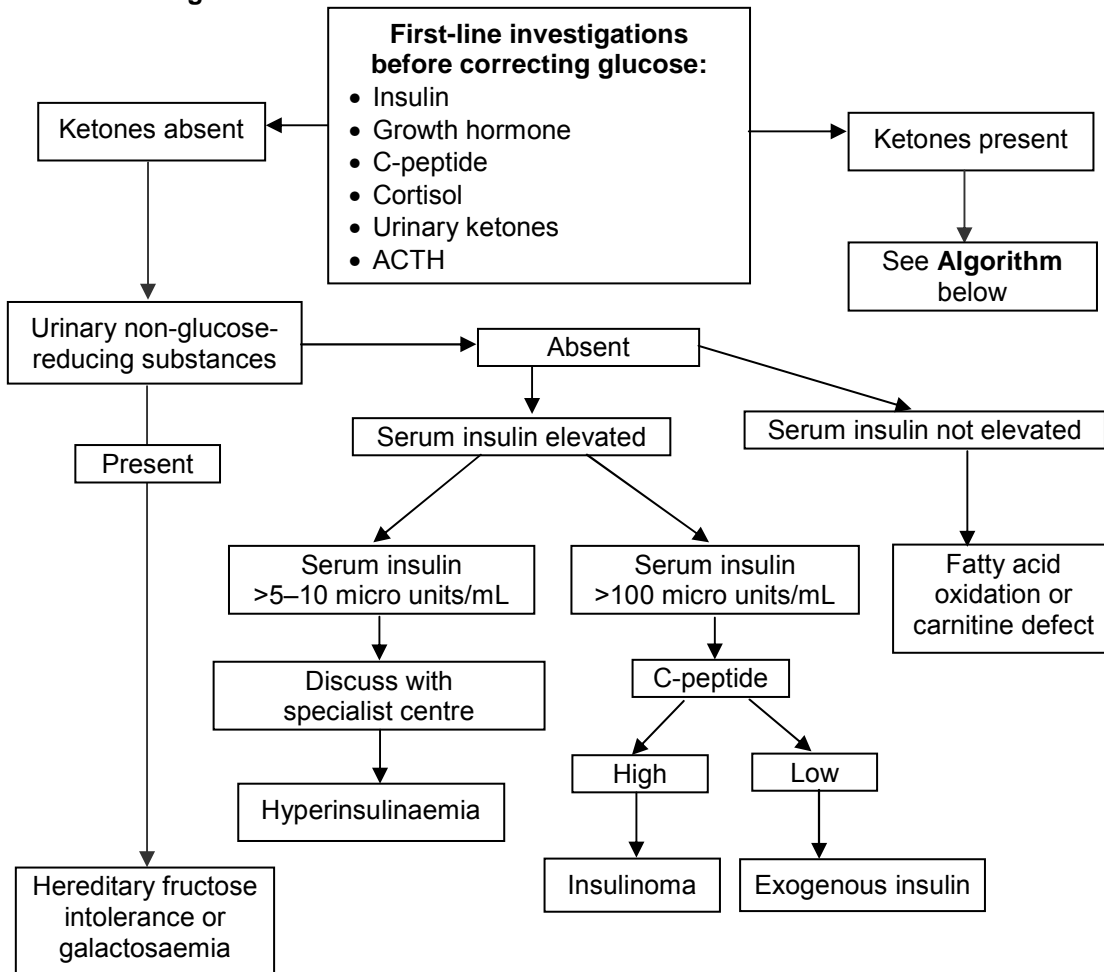 First-line investigations
before correcting glucose:
• Insulin
• Growth hormone
• C-peptide
• Cortisol
• Urinary ketones
• ACTH
Ketones absent
Ketones present
See Algorithm
below
Urinary non-glucose-
reducing substances
Absent
Present
Serum insulin elevated
Serum insulin not elevated
Serum insulin
>5–10 micro units/mL
Serum insulin
>100 micro units/mL
Fatty acid
oxidation or
carnitine defect
Discuss with
specialist centre
C-peptide
High
Low
Hyperinsulinaemia
Insulinoma
Exogenous insulin
Hereditary fructose
intolerance or
galactosaemia